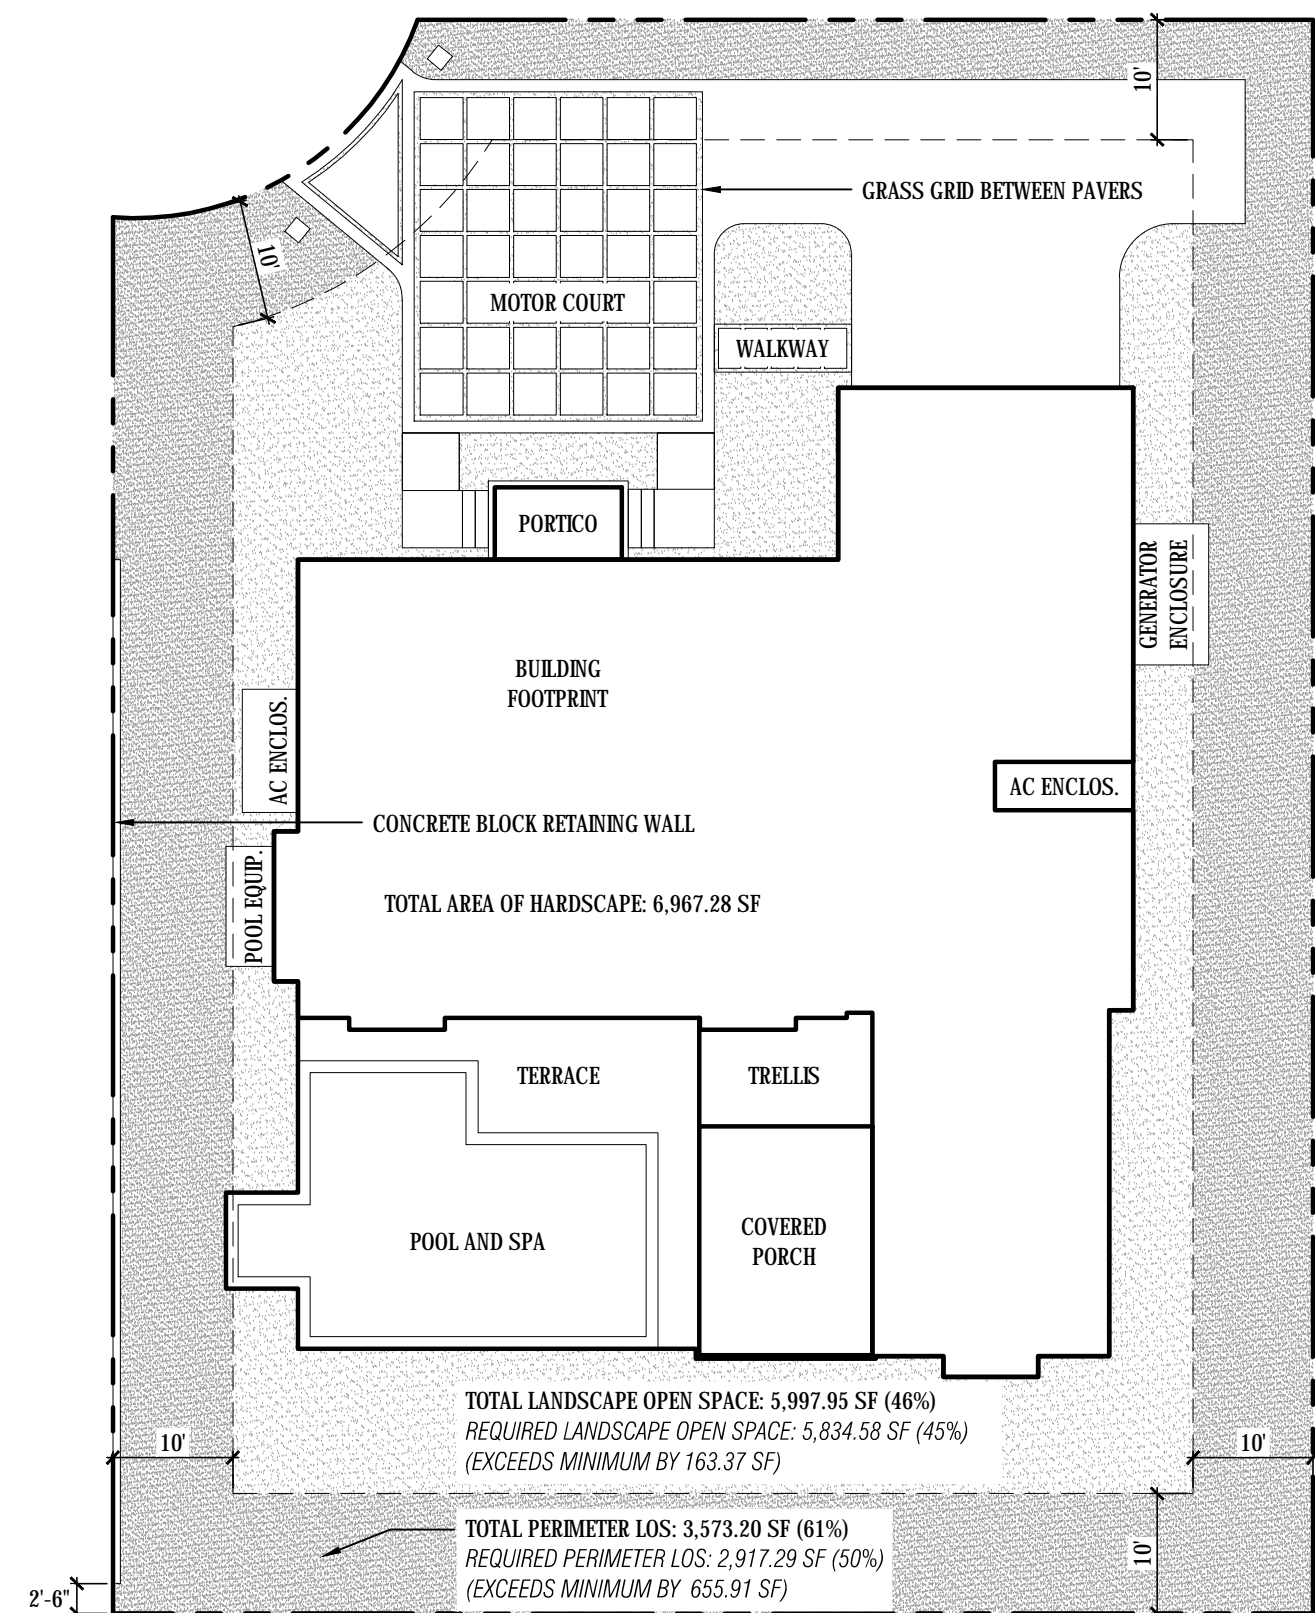 10'
GRASS GRID BETWEEN PAVERS
10'
MOTOR COURT
WALKWAY
PORTICO
GENERATOR
ENCLOSURE
BUILDING
FOOTPRINT
AC ENCLOS.
AC ENCLOS.
CONCRETE BLOCK RETAINING WALL
POOL EQUIP.
TOTAL AREA OF HARDSCAPE: 6,967.28 SF
TERRACE
TRELLIS
POOL AND SPA
COVERED
PORCH
TOTAL LANDSCAPE OPEN SPACE: 5,997.95 SF (46%)
REQUIRED LANDSCAPE OPEN SPACE: 5,834.58 SF (45%)
(EXCEEDS MINIMUM BY 163.37 SF)
10'
10'
TOTAL PERIMETER LOS: 3,573.20 SF (61%)
REQUIRED PERIMETER LOS: 2,917.29 SF (50%)
(EXCEEDS MINIMUM BY 655.91 SF)
10'
2'-6"